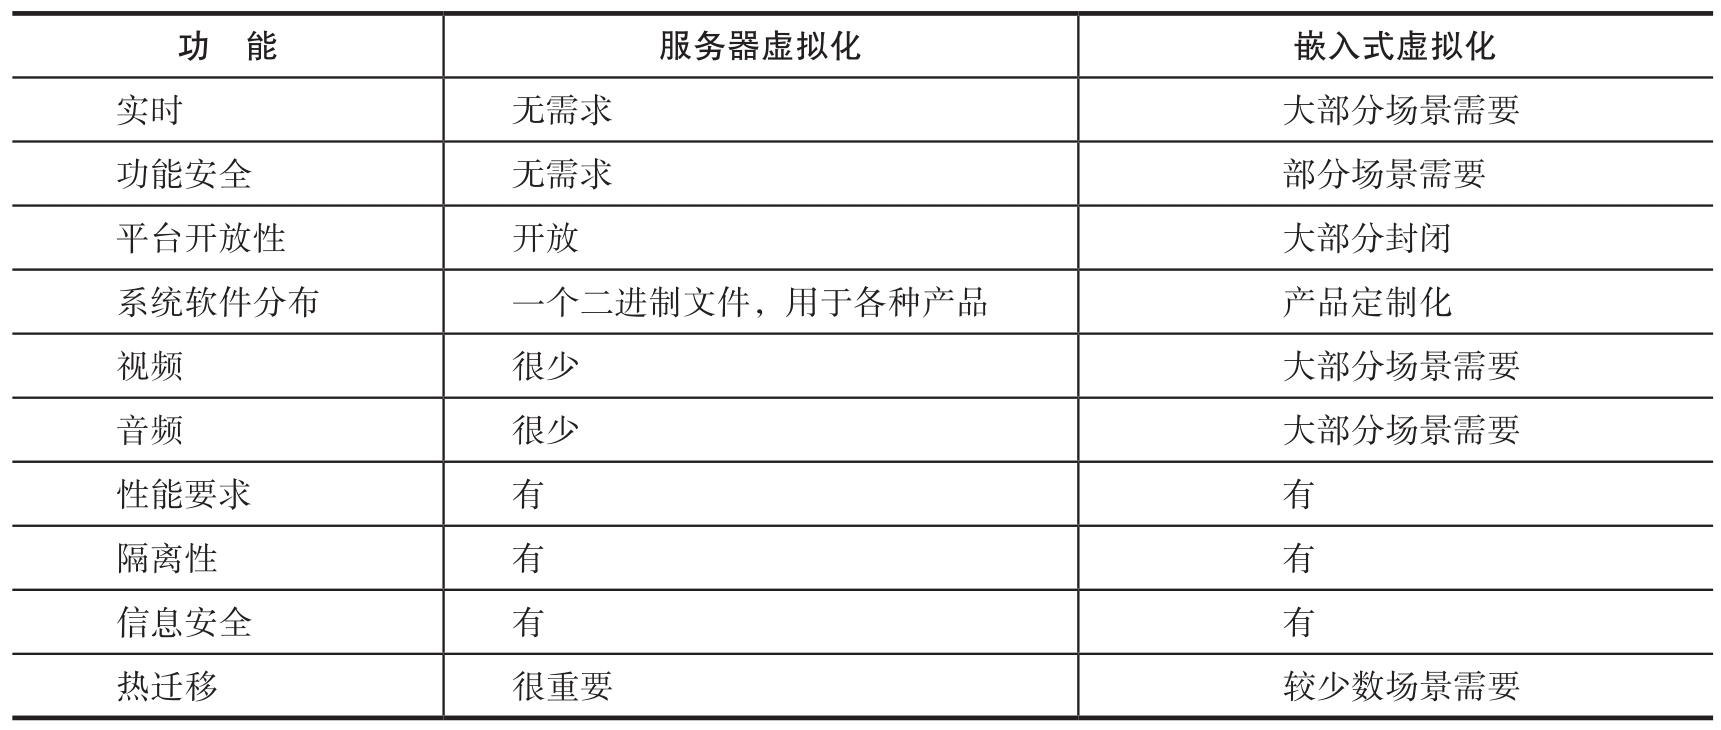 功 能 服务器虚拟化 嵌入式虚拟化
实时 无需求 大部分场景需要
功能安全 无需求 部分场景需要
平台开放性 开放 大部分封闭
系统软件分布 一个二进制文件，用于各种产品 产品定制化
视频 很少 大部分场景需要
音频 很少 大部分场景需要
性能要求 有 有
隔离性 有 有
信息安全 有 有
热迁移 很重要 较少数场景需要